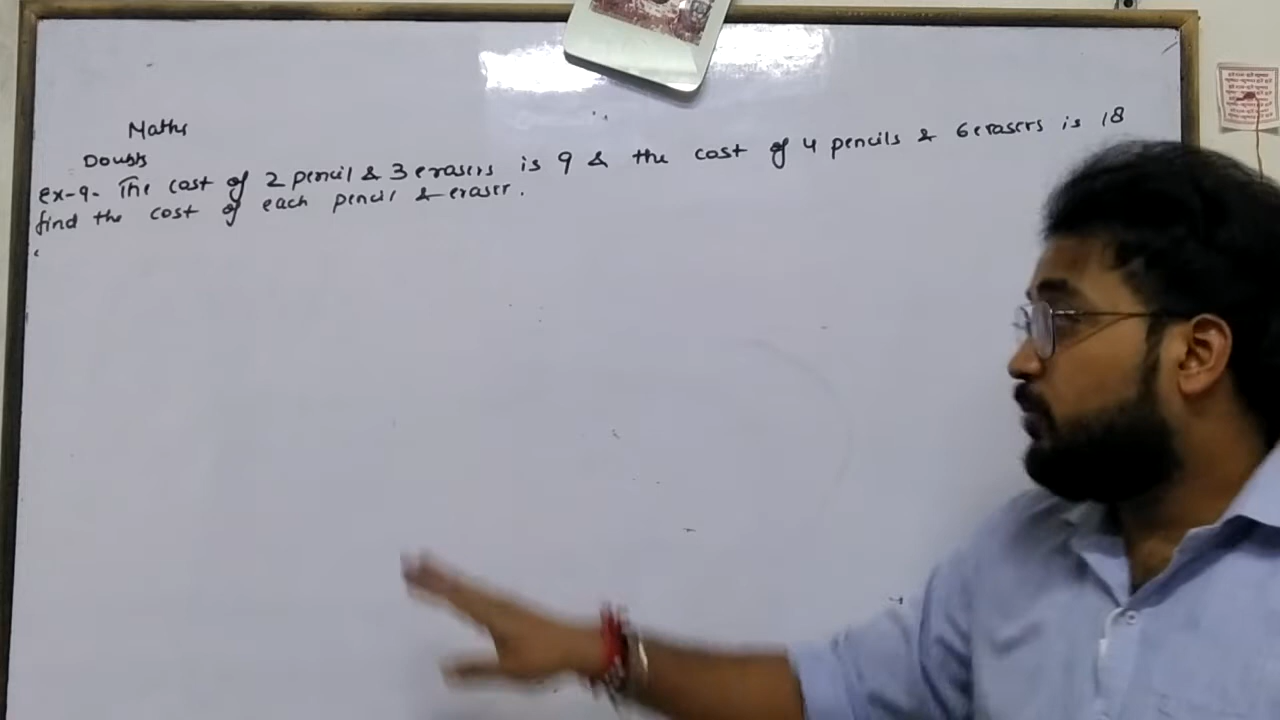 Maths
Doubts
Ex-9- The cost of 2 pencil & 3 erasers is 9 & the cost of 4 pencils & 6 erasers is 18
find the cost of each pencil & eraser.